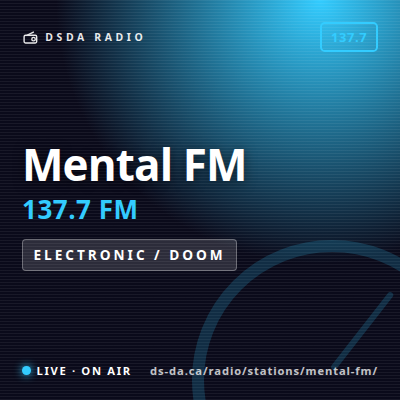 DSDA RADIO
137.7
Mental FM
137.7 FM
ELECTRONIC / DOOM
LIVE · ON AIR
ds-da.ca/radio/stations/mental-fm/